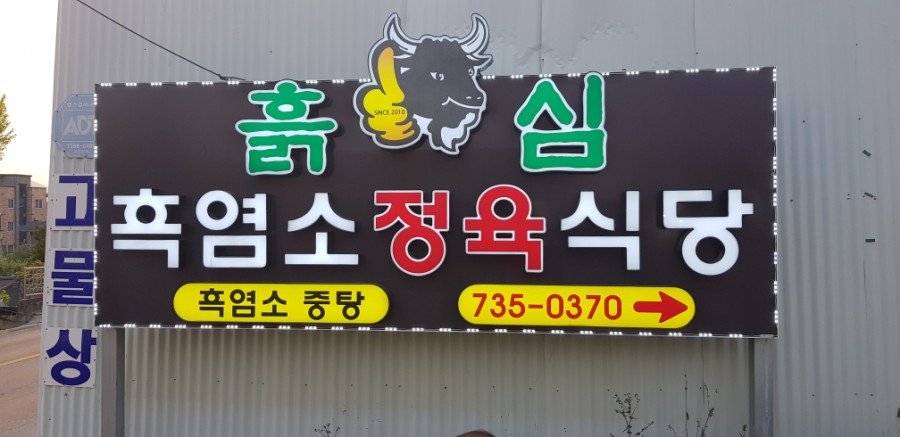 흙 심
SINCE 2010
흑염소정육식당
흑염소 중탕
735-0370
ADT
고물상